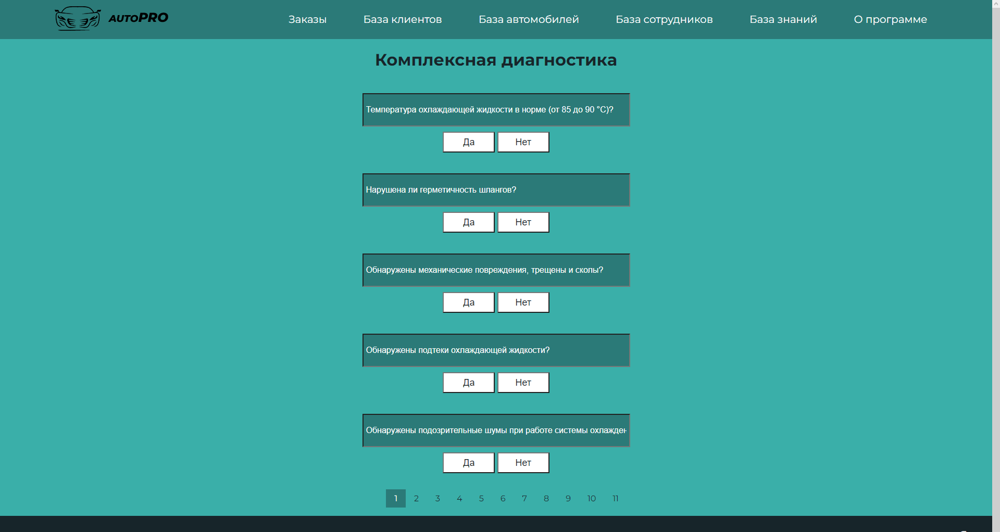 AUTOPRO
Заказы
База клиентов
База автомобилей
База сотрудников
База знаний
О программе
Комплексная диагностика
Температура охлаждающей жидкости в норме (от 85 до 90 °C)?
Да Нет
Нарушена ли герметичность шлангов?
Да Нет
Обнаружены механические повреждения, трещены и сколы?
Да Нет
Обнаружены подтеки охлаждающей жидкости?
Да Нет
Обнаружены подозрительные шумы при работе системы охлажден
Да Нет
1 2 3 4 5 6 7 8 9 10 11